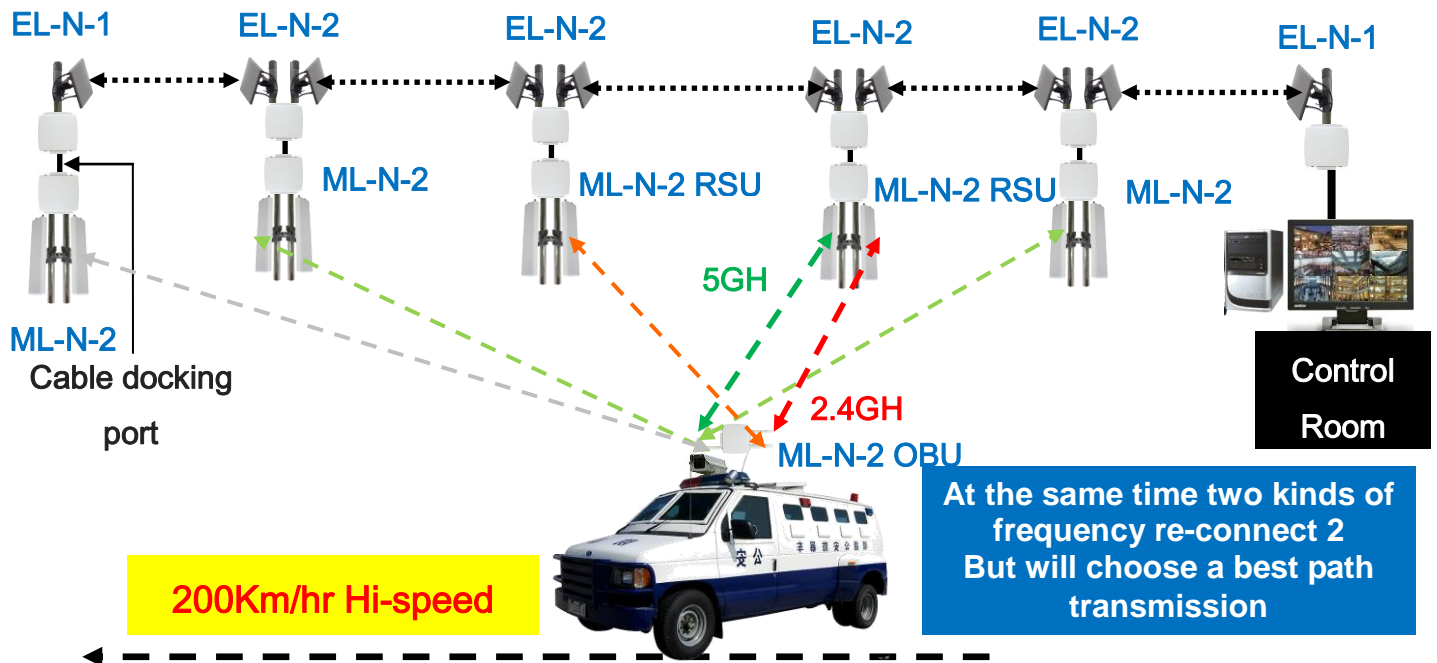 EL-N-1
EL-N-2
EL-N-2
EL-N-2
EL-N-2
EL-N-1
ML-N-2
ML-N-2 RSU
ML-N-2 RSU
ML-N-2
5GH
ML-N-2
Cable docking
port
2.4GH
Control
Room
ML-N-2 OBU
安公
200Km/hr Hi-speed
At the same time two kinds of
frequency re-connect 2
But will choose a best path
transmission